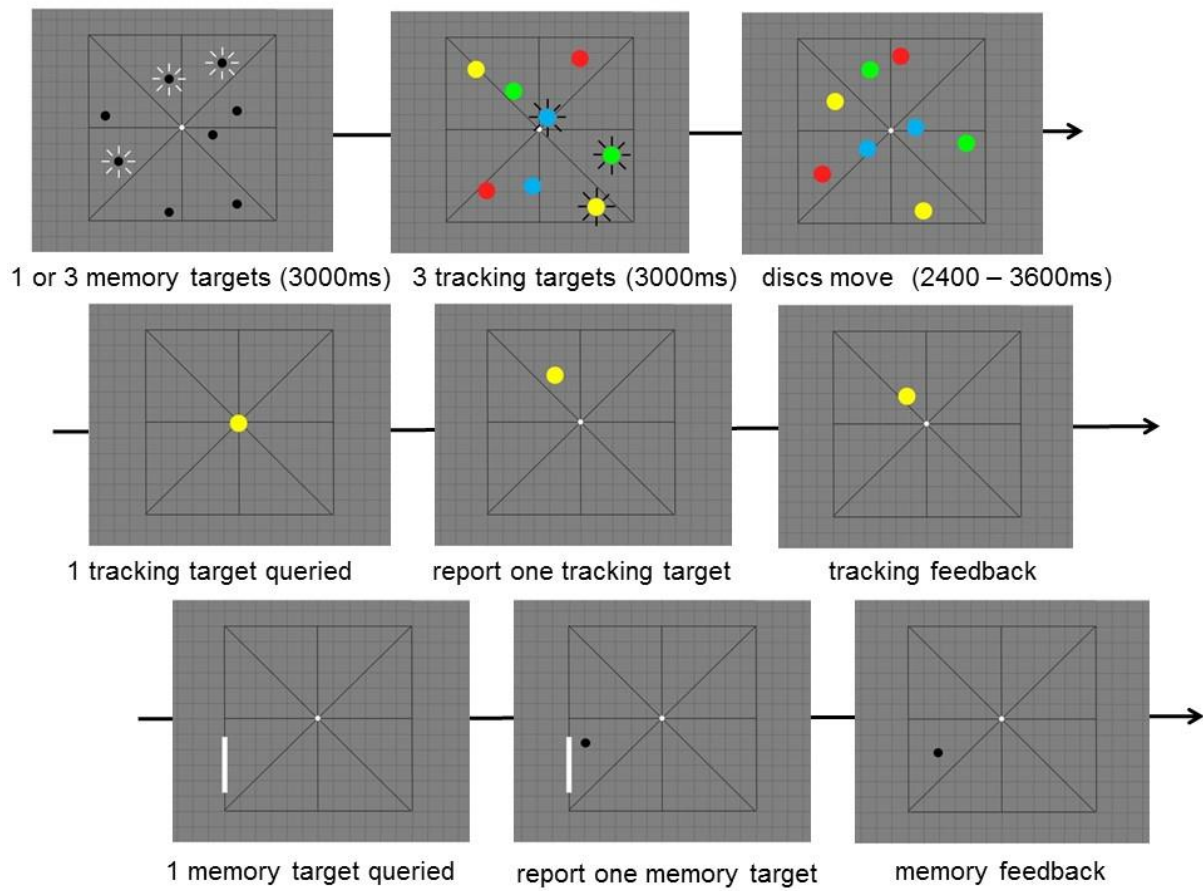 1 or 3 memory targets (3000ms)
3 tracking targets (3000ms)
discs move (2400 – 3600ms)
1 tracking target queried
report one tracking target
tracking feedback
1 memory target queried
report one memory target
memory feedback